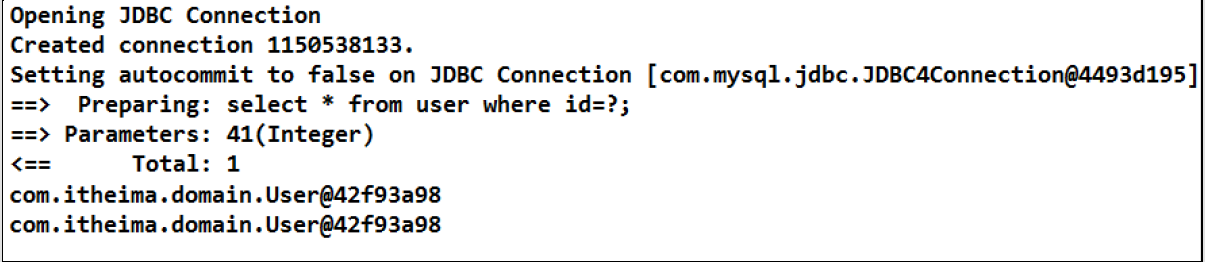 Opening JDBC Connection
Created connection 1150538133.
Setting autocommit to false on JDBC Connection [com.mysql.jdbc.JDBC4Connection@4493d195]
==>  Preparing: select * from user where id=?;
==> Parameters: 41(Integer)
<==      Total: 1
com.itheima.domain.User@42f93a98
com.itheima.domain.User@42f93a98